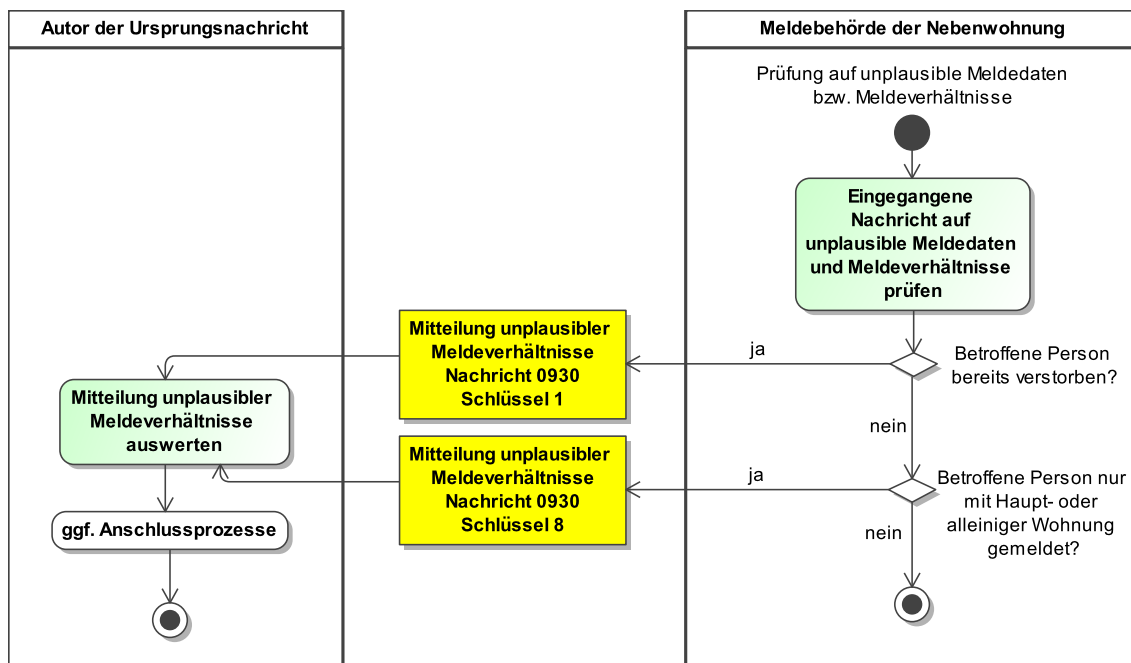 Autor der Ursprungsnachricht
Meldebehörde der Nebenwohnung
Prüfung auf unplausible Meldedaten
bzw. Meldeverhältnisse
Eingegangene
Nachricht auf
unplausible Meldedaten
und Meldeverhältnisse
prüfen
Betroffene Person
bereits verstorben?
ja
nein
Mitteilung unplausibler
Meldeverhältnisse
Nachricht 0930
Schlüssel 1
Betroffene Person nur
mit Haupt- oder
alleiniger Wohnung
gemeldet?
ja
nein
Mitteilung unplausibler
Meldeverhältnisse
Nachricht 0930
Schlüssel 8
Mitteilung unplausibler
Meldeverhältnisse
auswerten
ggf. Anschlussprozesse